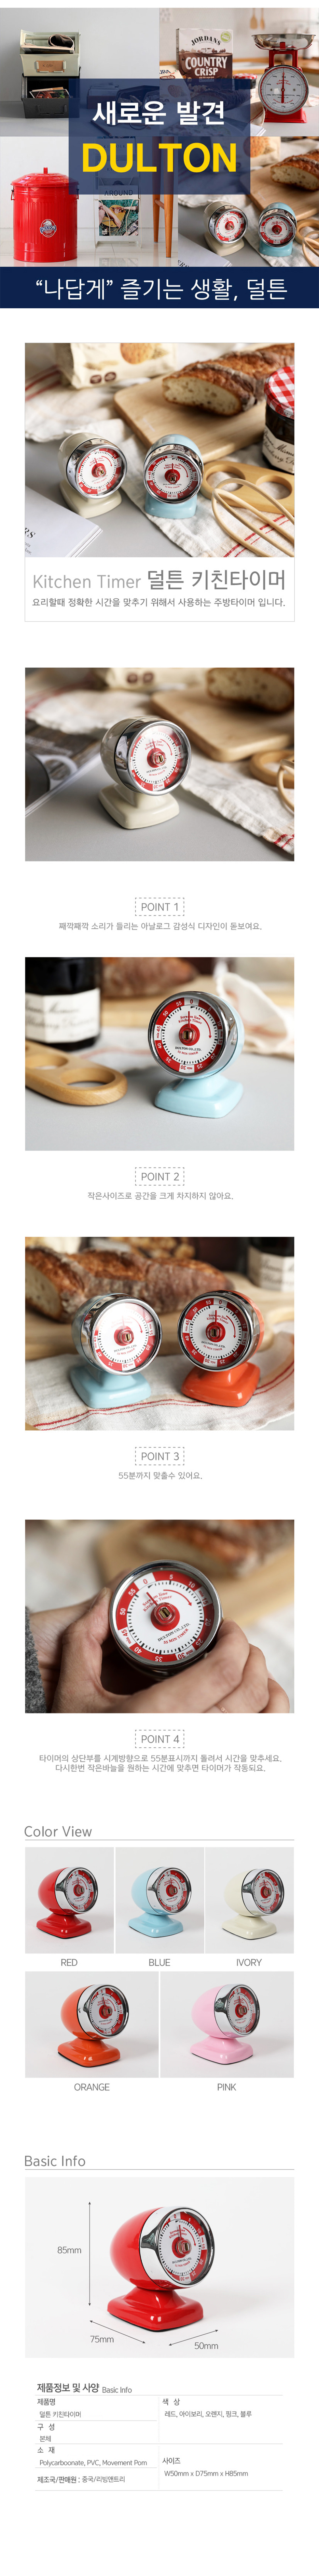 JORDANS
COUNTRY
CRISP
새로운 발견
DULTON
AROUND
“나답게” 즐기는 생활, 덜튼
Kitchen Timer 덜튼 키친타이머
요리할때 정확한 시간을 맞추기 위해서 사용하는 주방타이머 입니다.
POINT 1
째깍째깍 소리가 들리는 아날로그 감성식 디자인이 돋보여요.
POINT 2
작은사이즈로 공간을 크게 차지하지 않아요.
POINT 3
55분까지 맞출수 있어요.
POINT 4
타이머의 상단부를 시계방향으로 55분표시까지 돌려서 시간을 맞추세요.
다시한번 작은바늘을 원하는 시간에 맞추면 타이머가 작동되요.
Color View
RED
BLUE
IVORY
ORANGE
PINK
Basic Info
85mm
75mm
50mm
제품정보 및 사양 Basic Info
제품명
덜튼 키친타이머
색 상
레드, 아이보리, 오렌지, 핑크, 블루
구 성
본체
소 재
Polycarboonate, PVC, Movement Pom
사이즈
W50mm x D75mm x H85mm
제조국/판매원 : 중국/리빙앤트리